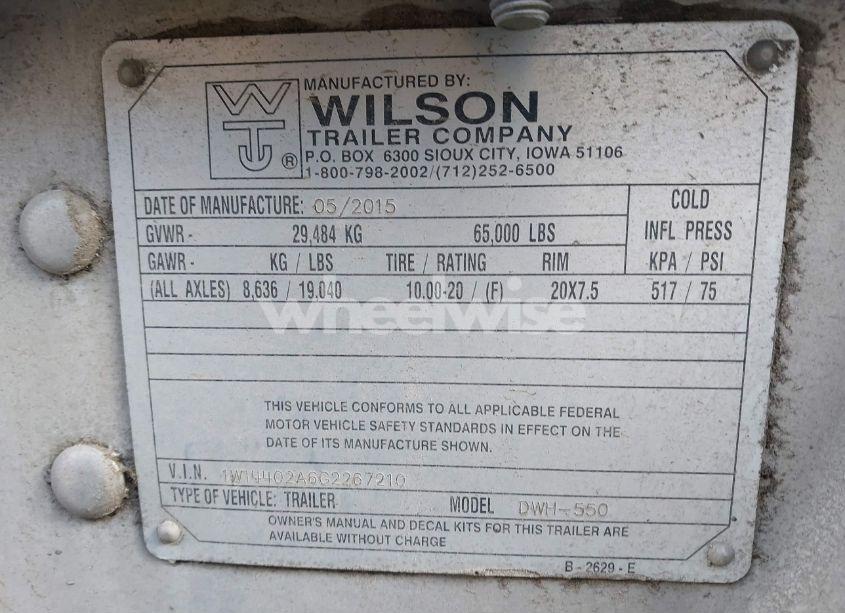 WT
®
MANUFACTURED BY:
WILSON
TRAILER COMPANY
P.O. BOX 6300 SIOUX CITY, IOWA 51106
1-800-798-2002/(712)252-6500
DATE OF MANUFACTURE: 05/2015
GVWR - 29,484 KG 65,000 LBS
COLD
INFL PRESS
GAWR - KG / LBS TIRE / RATING RIM KPA / PSI
(ALL AXLES) 8,636 / 19,040 10.00-20 / (F) 20X7.5 517 / 75
wheelwise
THIS VEHICLE CONFORMS TO ALL APPLICABLE FEDERAL
MOTOR VEHICLE SAFETY STANDARDS IN EFFECT ON THE
DATE OF ITS MANUFACTURE SHOWN.
V.I.N. 1W14402A6G2267210
TYPE OF VEHICLE: TRAILER MODEL DWH-550
OWNER'S MANUAL AND DECAL KITS FOR THIS TRAILER ARE
AVAILABLE WITHOUT CHARGE
B - 2629 - E